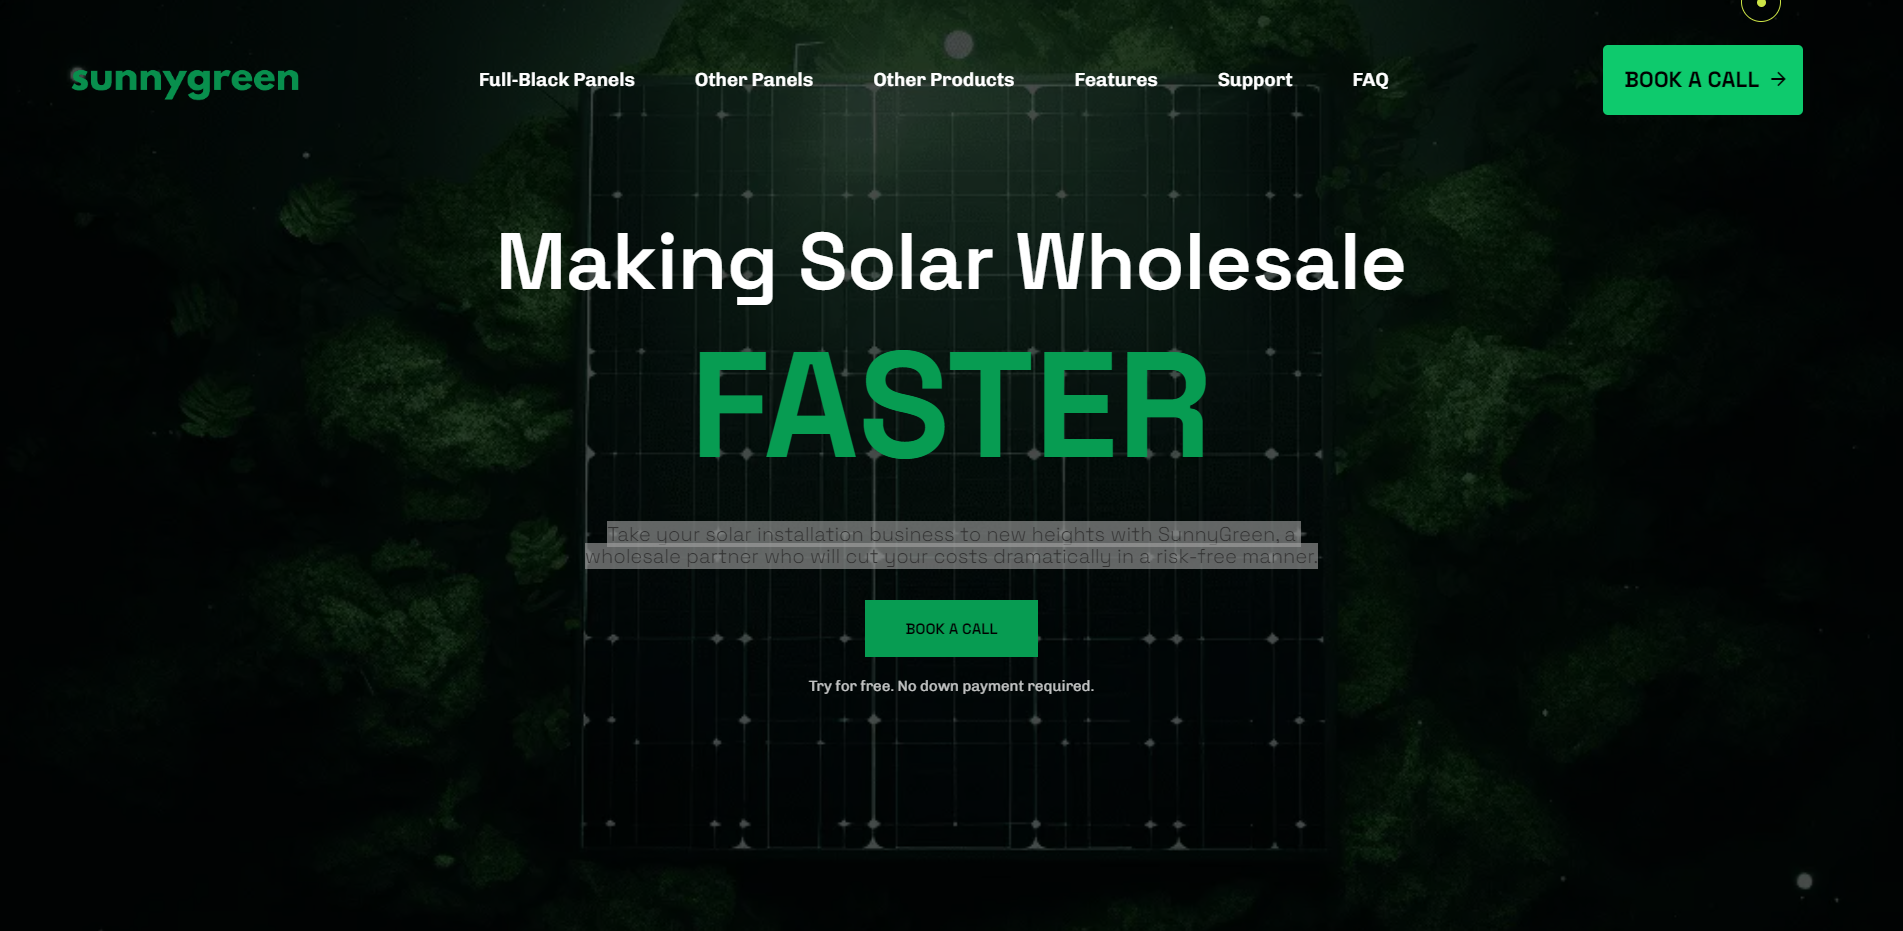 sunnygreen
Full-Black Panels
Other Panels
Other Products
Features
Support
FAQ
BOOK A CALL →
Making Solar Wholesale
FASTER
Take your solar installation business to new heights with SunnyGreen, a
wholesale partner who will cut your costs dramatically in a risk-free manner.
BOOK A CALL
Try for free. No down payment required.